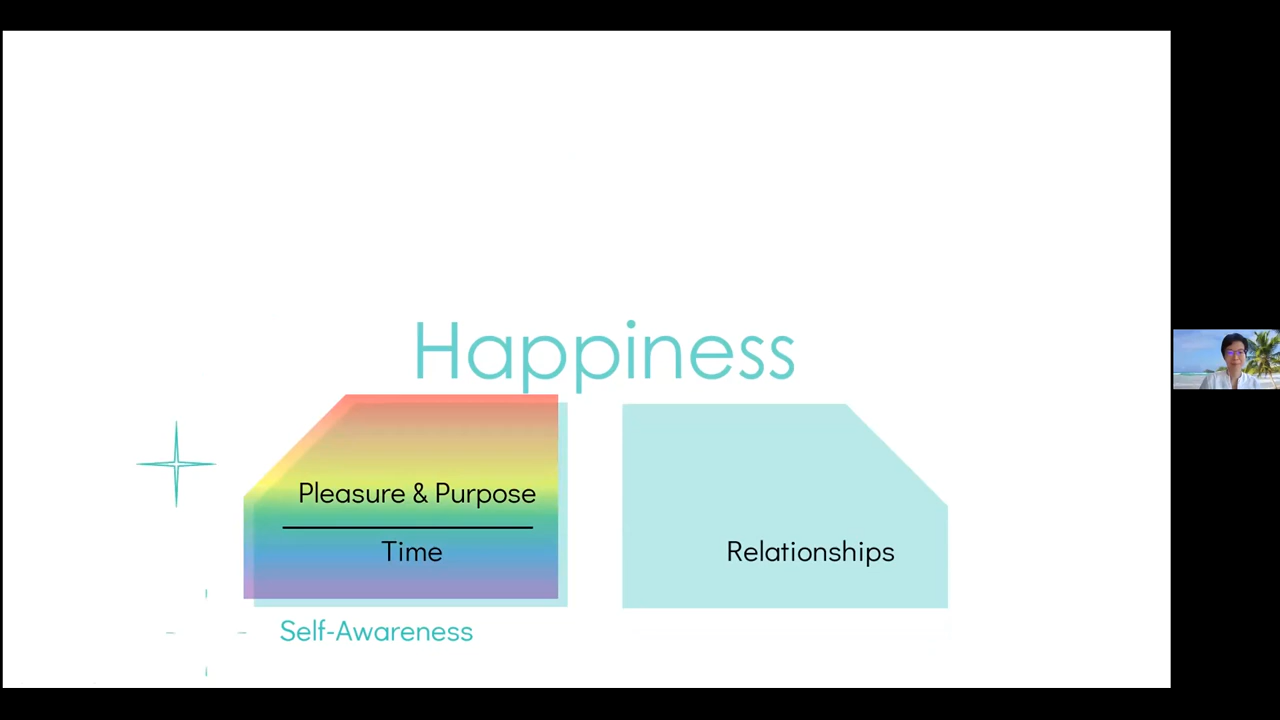 Happiness
Pleasure & Purpose
Time
Relationships
Self-Awareness